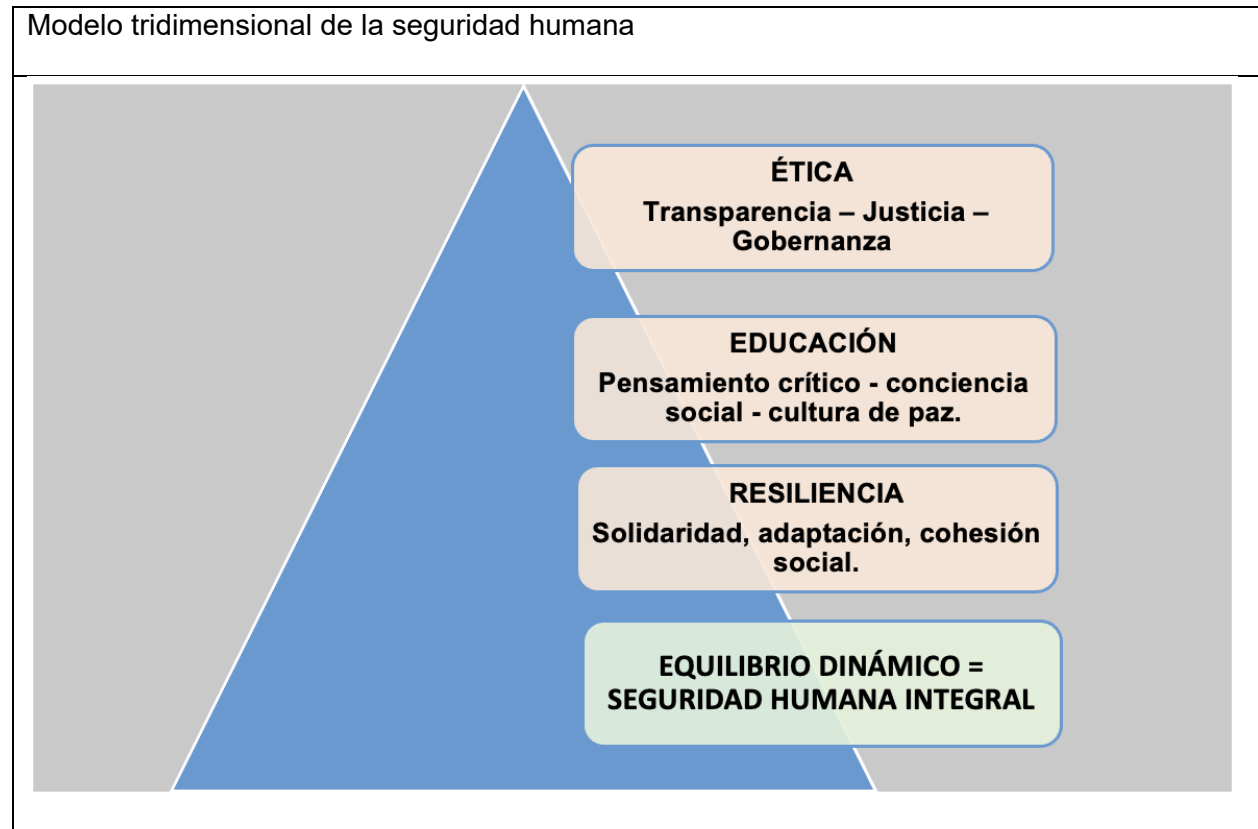 Modelo tridimensional de la seguridad humana
ÉTICA
Transparencia – Justicia –
Gobernanza
EDUCACIÓN
Pensamiento crítico - conciencia
social - cultura de paz.
RESILIENCIA
Solidaridad, adaptación, cohesión
social.
EQUILIBRIO DINÁMICO =
SEGURIDAD HUMANA INTEGRAL